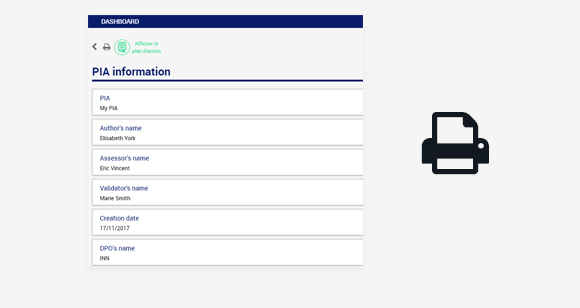 DASHBOARD
Afficher le
plan d'action
PIA information
PIA
My PIA
Author's name
Elisabeth York
Assessor's name
Eric Vincent
Validator's name
Marie Smith
Creation date
17/11/2017
DPO's name
INN